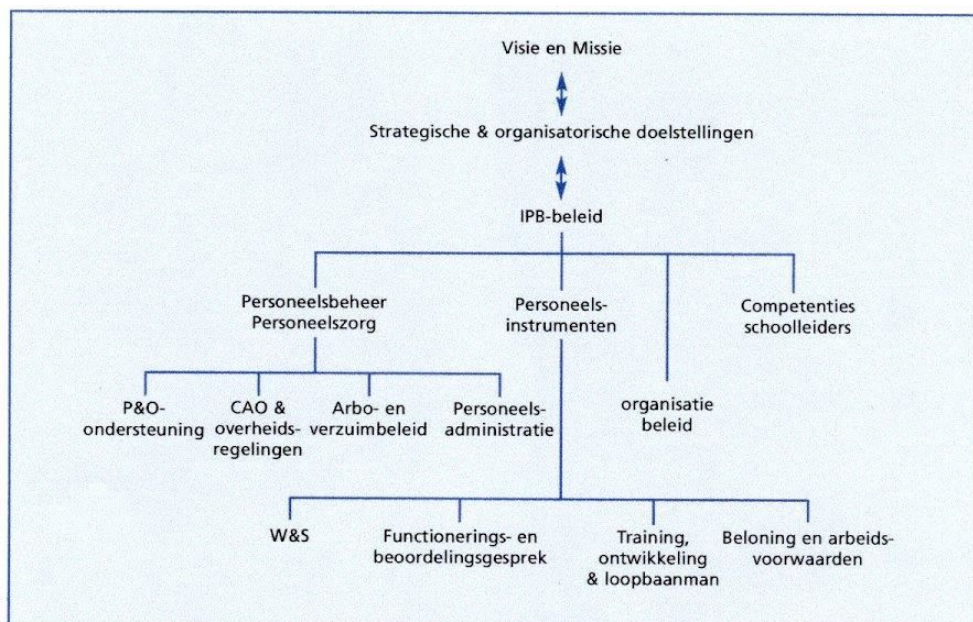 Visie en Missie
Strategische & organisatorische doelstellingen
IPB-beleid
Personeelsbeheer
Personeelszorg
Personeels-
instrumenten
Competenties
schoolleiders
P&O-
ondersteuning
CAO &
overheids-
regelingen
Arbo- en
verzuimbeleid
Personeels-
administratie
organisatie
beleid
W&S
Functionerings- en
beoordelingsgesprek
Training,
ontwikkeling
& loopbaanman
Beloning en arbeids-
voorwaarden